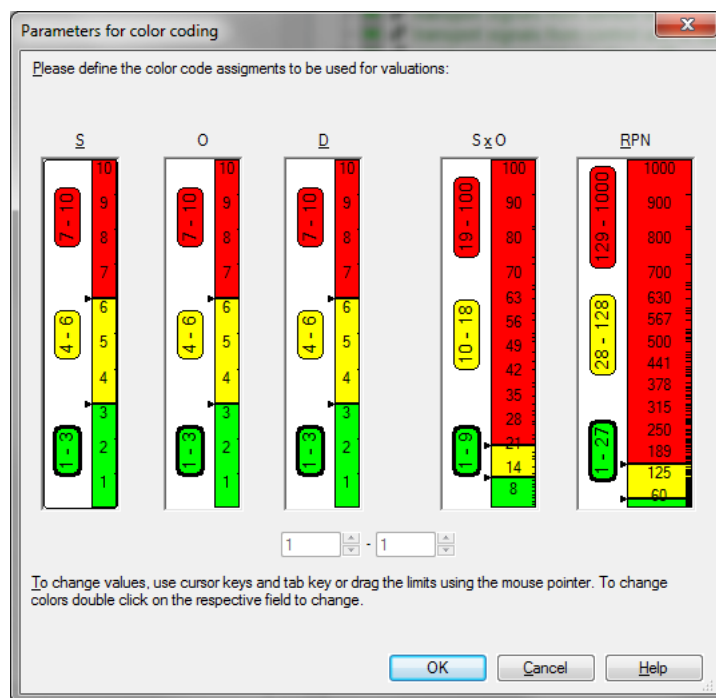 Parameters for color coding
x
Please define the color code assigments to be used for valuations:
S
O
D
S x O
RPN
7 - 10
4 - 6
1 - 3
10
9
8
7
6
5
4
3
2
1
7 - 10
4 - 6
1 - 3
10
9
8
7
6
5
4
3
2
1
7 - 10
4 - 6
1 - 3
10
9
8
7
6
5
4
3
2
1
19 - 100
10 - 18
1 - 9
100
90
80
70
63
56
49
42
35
28
21
14
8
129 - 1000
28 - 128
1 - 27
1000
900
800
700
630
567
500
441
378
315
250
189
125
60
1 - 1
To change values, use cursor keys and tab key or drag the limits using the mouse pointer. To change
colors double click on the respective field to change.
OK
Cancel
Help